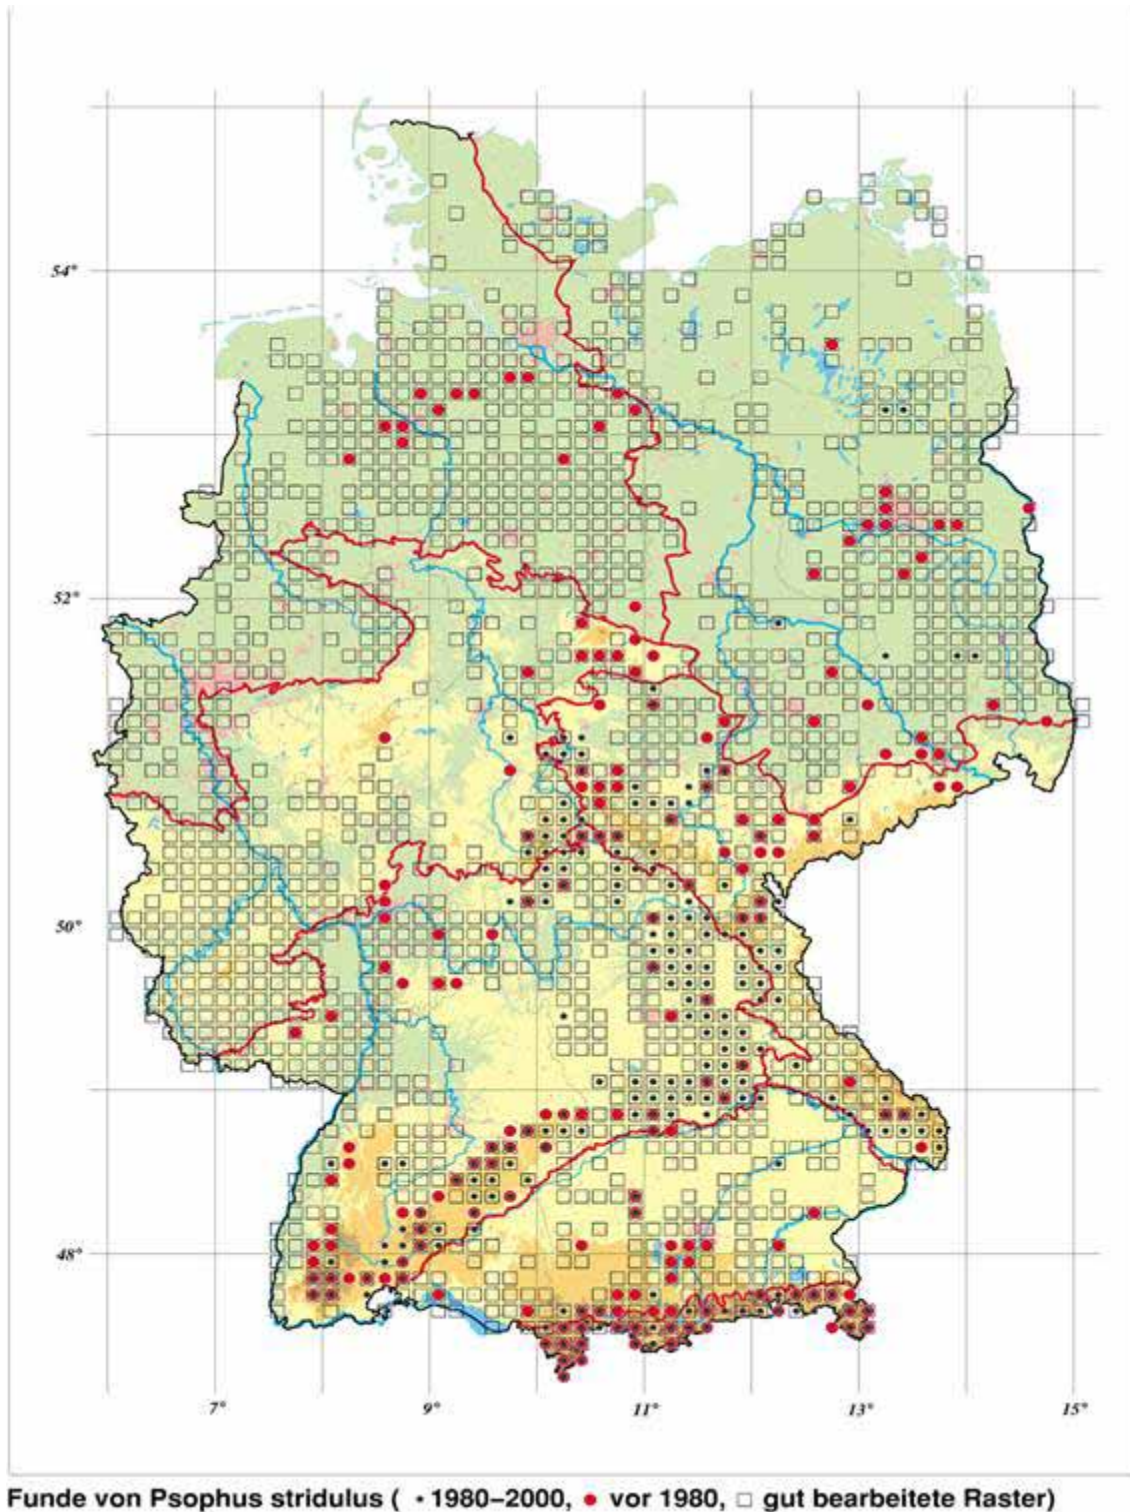 54°
52°
50°
48°
7° 9° 11° 13° 15°
Funde von Psophus stridulus ( • 1980–2000, ● vor 1980, □ gut bearbeitete Raster)